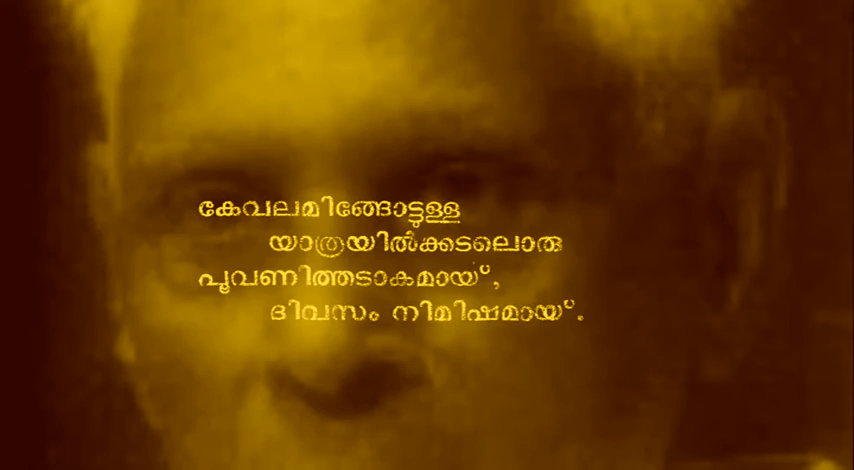 കേവലമിങ്ങോട്ടുള്ള
യാത്രയിൽക്കടലൊരു
പൂവണിത്തടാകമായ്,
ദിവസം നിമിഷമായ്.